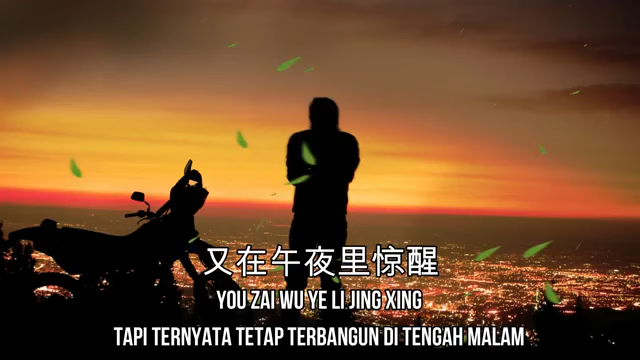 又在午夜里惊醒
YOU ZAI WU YE LI JING XING
TAPI TERNYATA TETAP TERBANGUN DI TENGAH MALAM